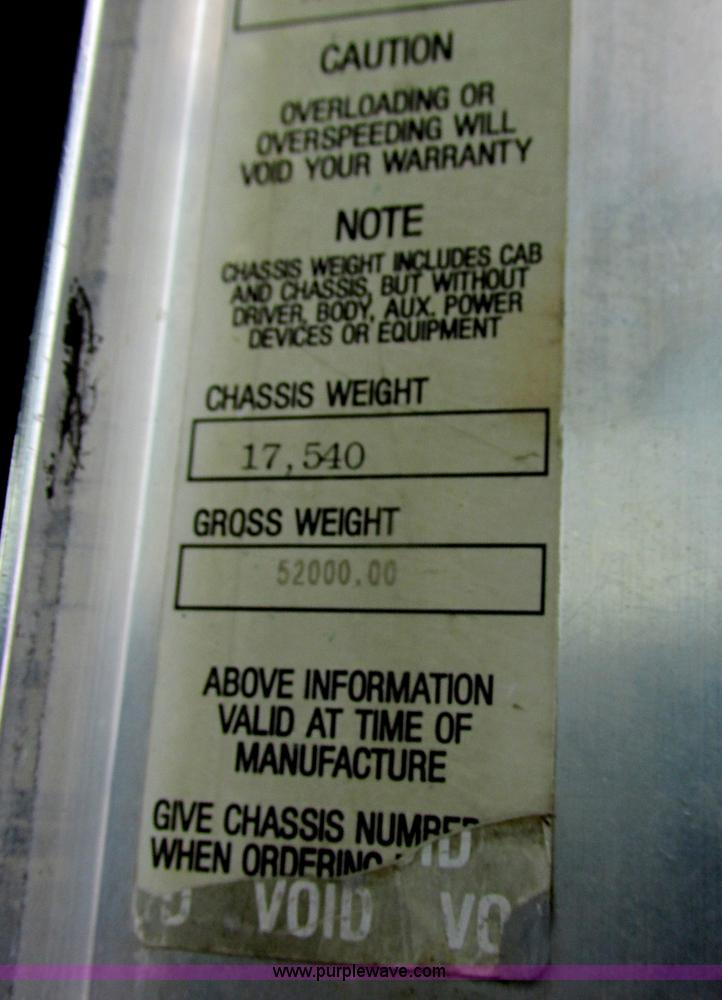 CAUTION
OVERLOADING OR
OVERSPEEDING WILL
VOID YOUR WARRANTY
NOTE
CHASSIS WEIGHT INCLUDES CAB
AND CHASSIS, BUT WITHOUT
DRIVER, BODY, AUX. POWER
DEVICES OR EQUIPMENT
CHASSIS WEIGHT
17,540
GROSS WEIGHT
52000.00
ABOVE INFORMATION
VALID AT TIME OF
MANUFACTURE
GIVE CHASSIS NUMBER
WHEN ORDERING
VOID
www.purplewave.com